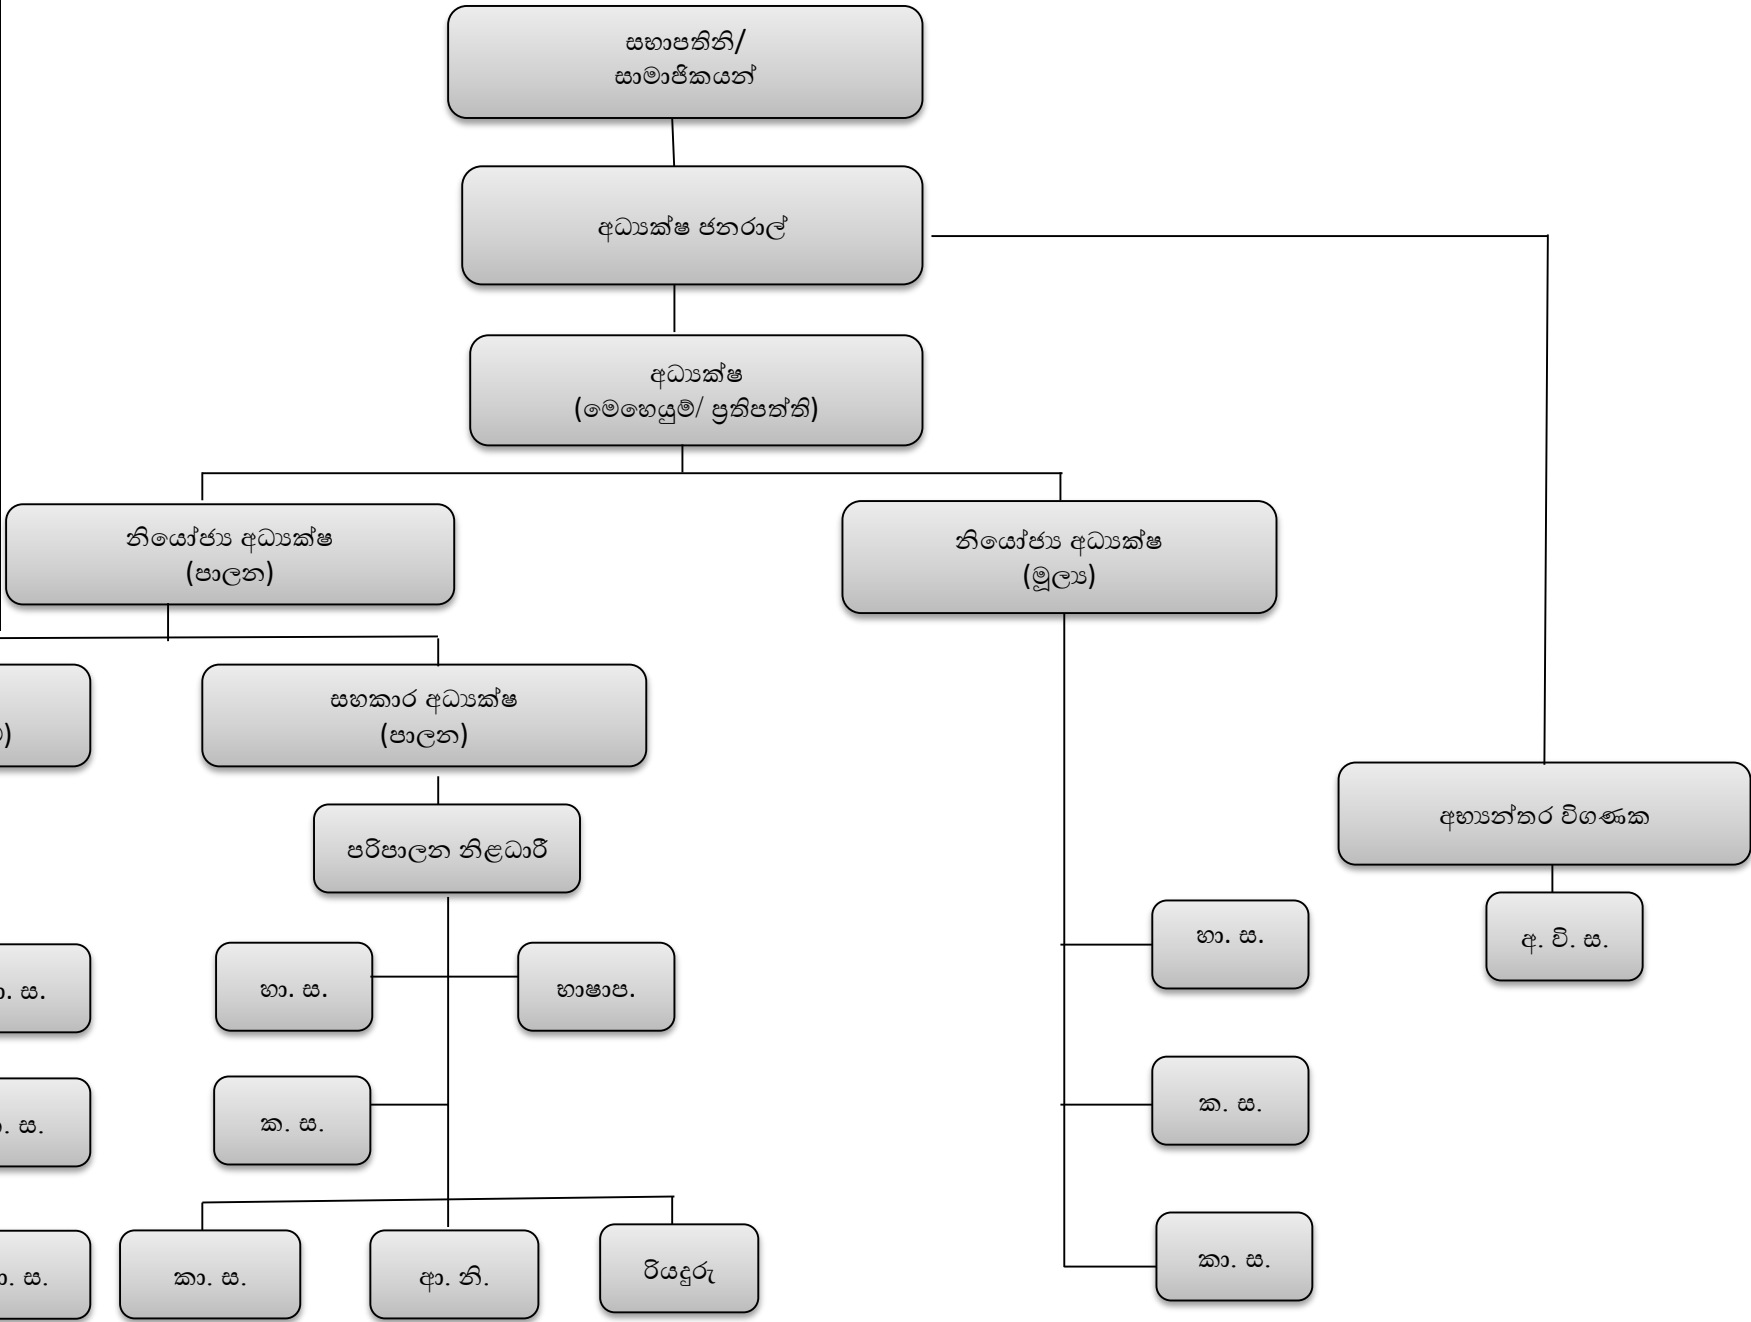 සභාපතිනි/
සාමාජිකයන්
අධ්‍යක්ෂ ජනරාල්
අධ්‍යක්ෂ
(මෙහෙයුම්/ ප්‍රතිපත්ති)
නියෝජ්‍ය අධ්‍යක්ෂ
(පාලන)
නියෝජ්‍ය අධ්‍යක්ෂ
(මූල්‍ය)
සහකාර අධ්‍යක්ෂ
(පාලන)
පරිපාලන නිළධාරී
අභ්‍යන්තර විගණක
අ. වි. ස.
හා. ස.
ස.
හා. ස.
භාෂාප.
ක. ස.
ස.
ක. ස.
ස.
කා. ස.
ආ. නි.
රියදුරු
කා. ස.